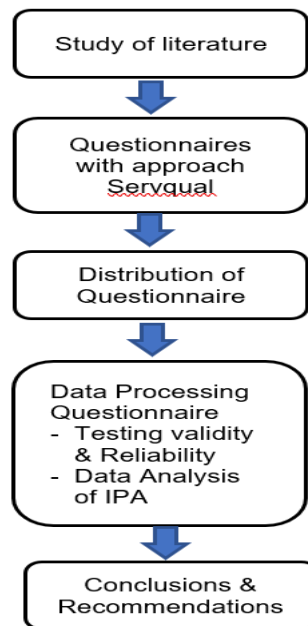 Study of literature
Questionnaires
with approach
Servqual
Distribution of
Questionnaire
Data Processing
Questionnaire
- Testing validity
& Reliability
- Data Analysis
of IPA
Conclusions &
Recommendations